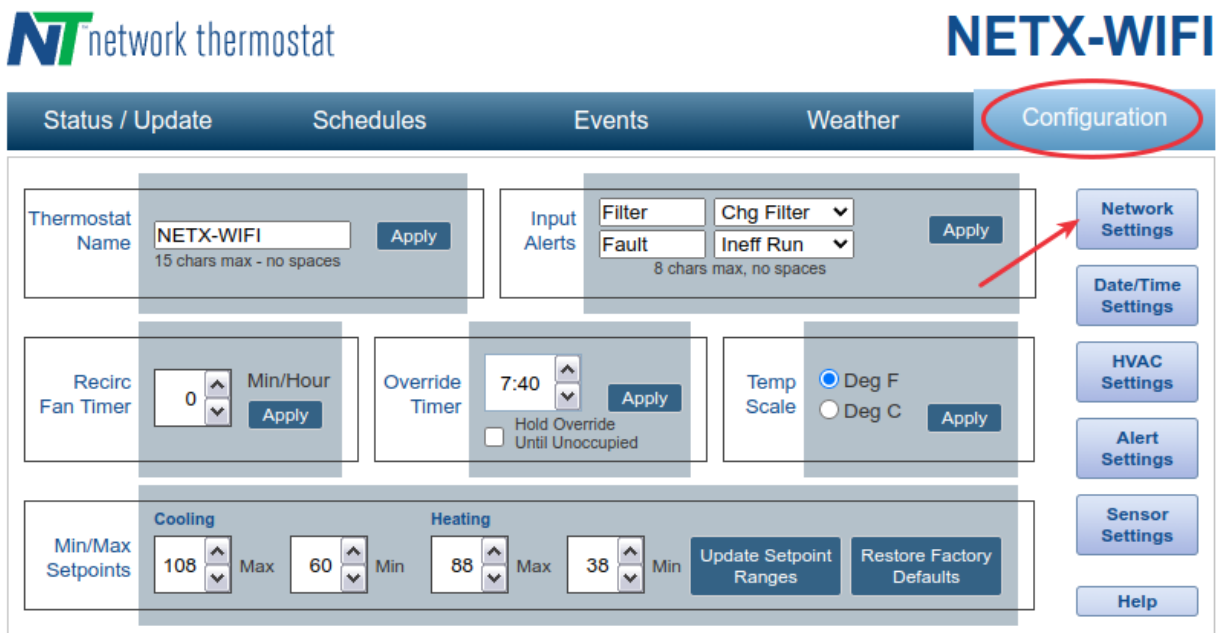 NT network thermostat
NETX-WIFI
Status / Update
Schedules
Events
Weather
Configuration
Thermostat
Name
NETX-WIFI
Apply
15 chars max - no spaces
Input
Alerts
Filter
Chg Filter
Fault
Ineff Run
Apply
8 chars max, no spaces
Network
Settings
Date/Time
Settings
HVAC
Settings
Alert
Settings
Sensor
Settings
Help
Recirc
Fan Timer
0
Min/Hour
Apply
Override
Timer
7:40
Apply
Hold Override
Until Unoccupied
Temp
Scale
Deg F
Deg C
Apply
Min/Max
Setpoints
Cooling
108 Max
60 Min
Heating
88 Max
38 Min
Update Setpoint
Ranges
Restore Factory
Defaults